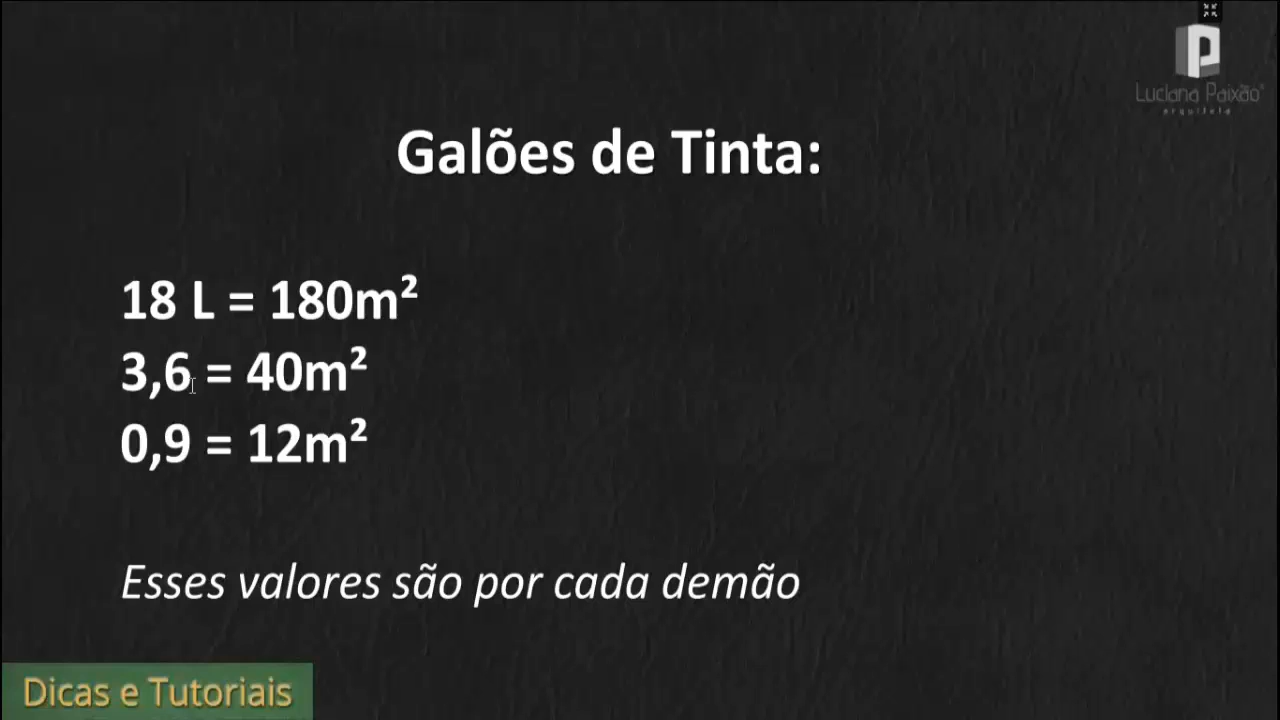 Luciana Paixão
arquiteta
Galões de Tinta:
18 L = 180m²
3,6 = 40m²
0,9 = 12m²
Esses valores são por cada demão
Dicas e Tutoriais